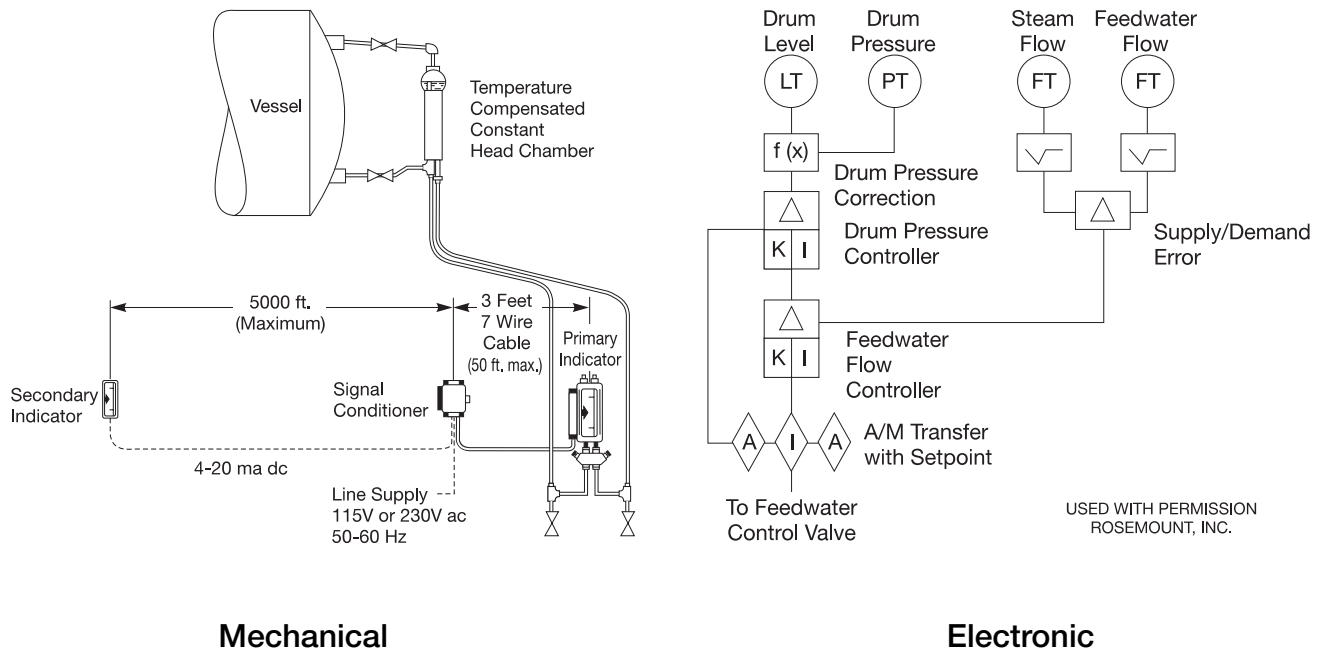 Vessel
Temperature
Compensated
Constant
Head Chamber
5000 ft.
(Maximum)
3 Feet
7 Wire
Cable
(50 ft. max.)
Primary
Indicator
Secondary
Indicator
Signal
Conditioner
4-20 ma dc
Line Supply
115V or 230V ac
50-60 Hz
Mechanical
Drum
Level
Drum
Pressure
Steam
Flow
Feedwater
Flow
LT
PT
FT
FT
f (x)
√
√
Drum Pressure
Correction
△
△
Drum Pressure
Controller
K I
Supply/Demand
Error
△
Feedwater
Flow
Controller
K I
A I A
A/M Transfer
with Setpoint
To Feedwater
Control Valve
USED WITH PERMISSION
ROSEMOUNT, INC.
Electronic